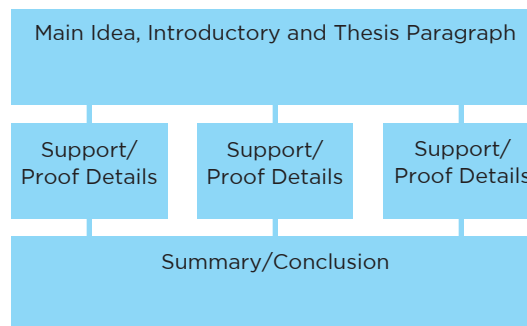 Main Idea, Introductory and Thesis Paragraph
Support/
Proof Details
Support/
Proof Details
Support/
Proof Details
Summary/Conclusion